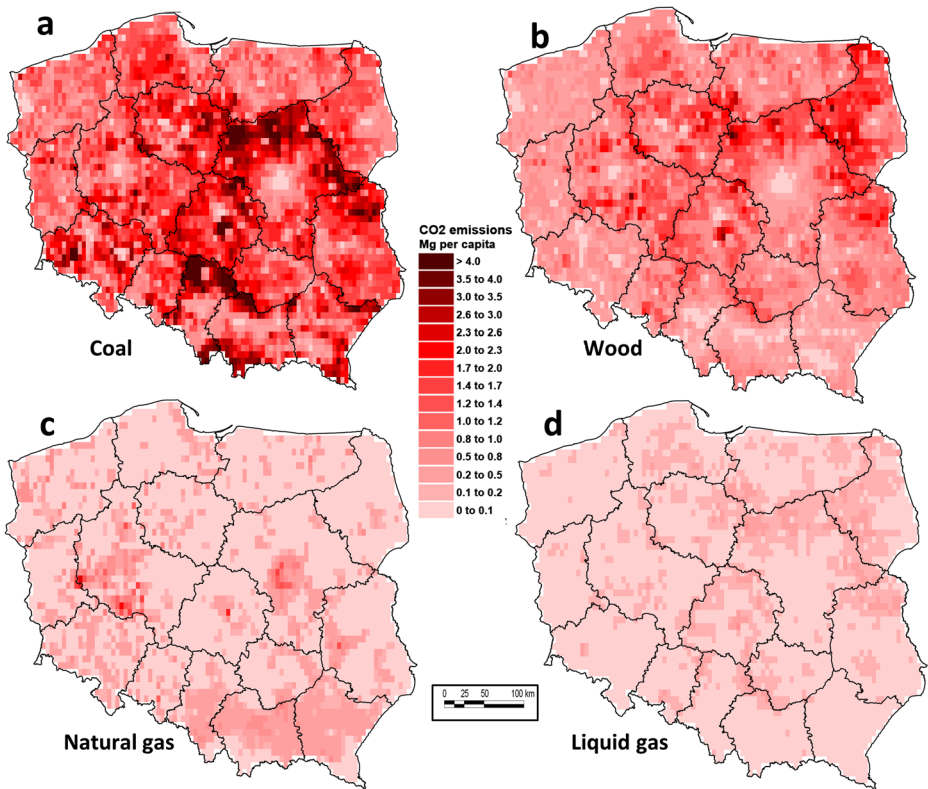 a
b
Coal
Wood
CO2 emissions
Mg per capita
> 4.0
3.5 to 4.0
3.0 to 3.5
2.6 to 3.0
2.3 to 2.6
2.0 to 2.3
1.7 to 2.0
1.4 to 1.7
1.2 to 1.4
1.0 to 1.2
0.8 to 1.0
0.5 to 0.8
0.2 to 0.5
0.1 to 0.2
0 to 0.1
c
d
Natural gas
0 25 50 100 km
Liquid gas